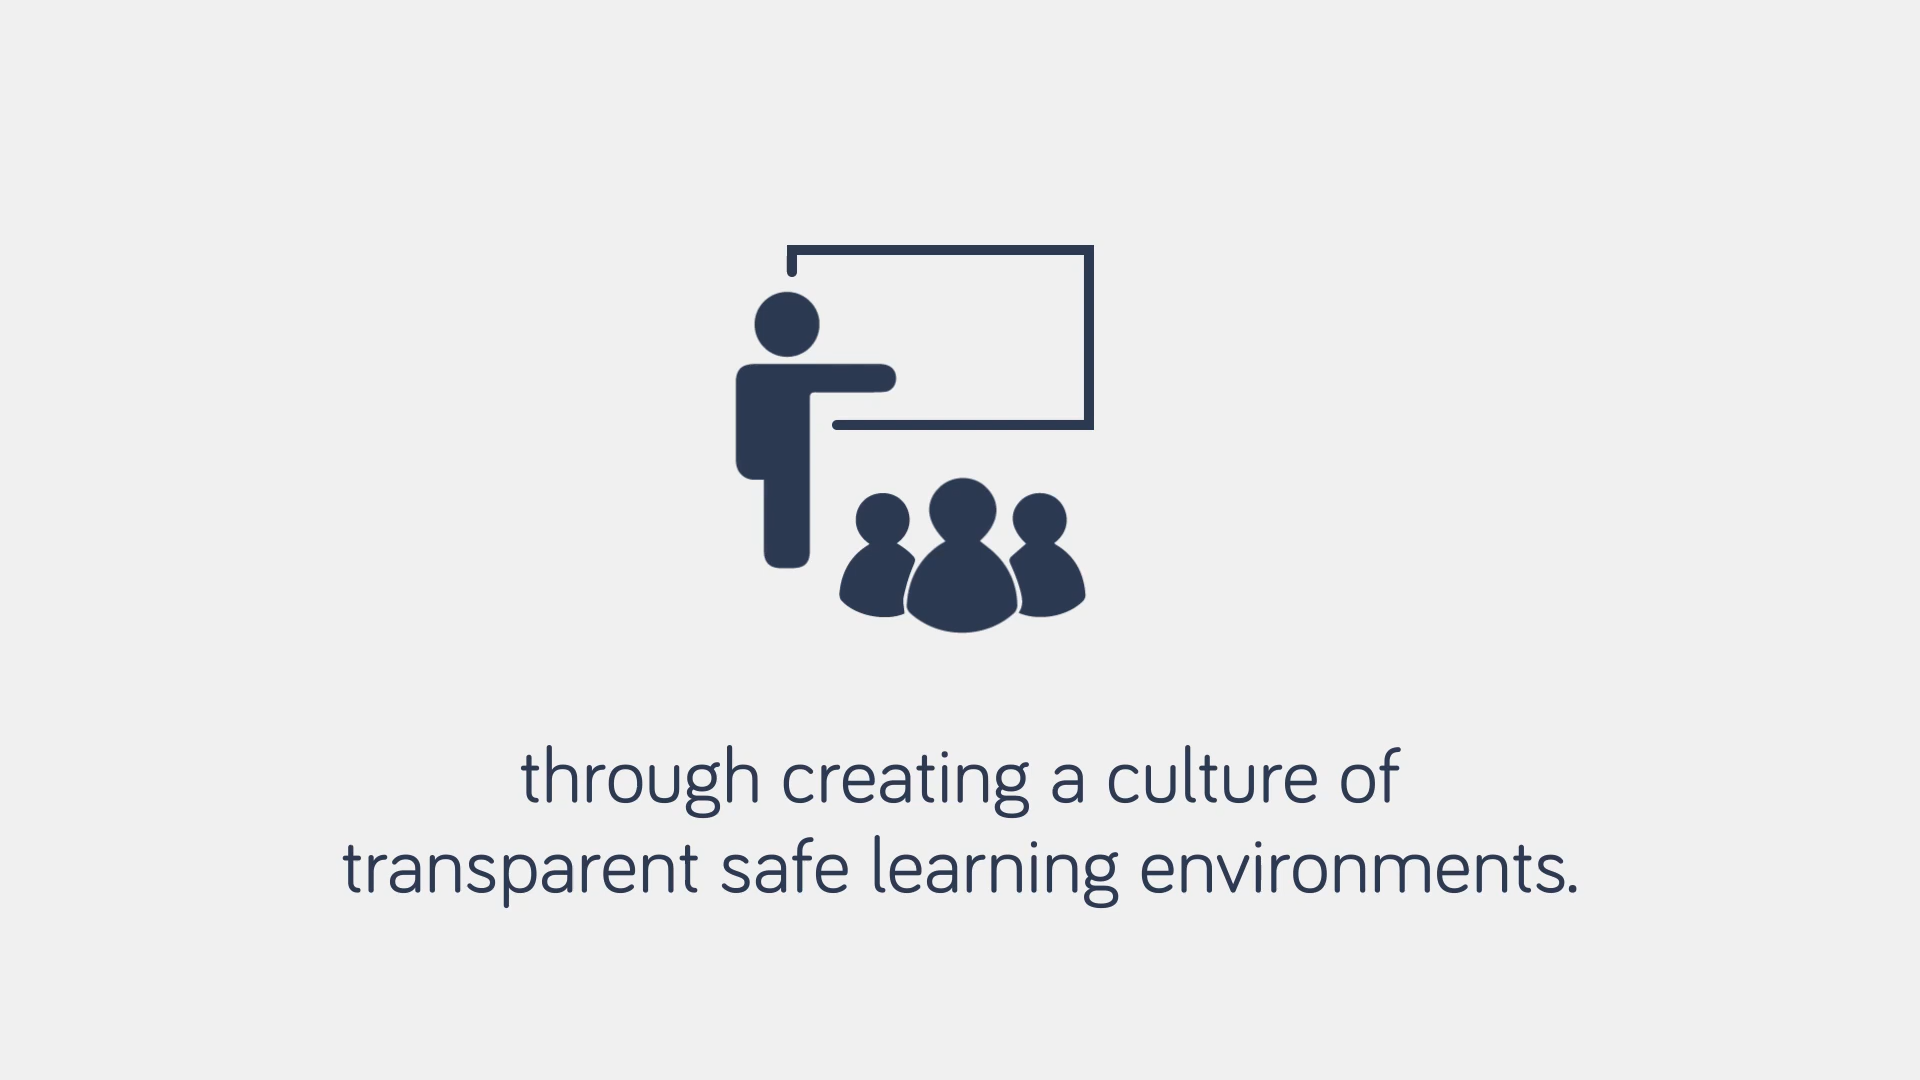 through creating a culture of
transparent safe learning environments.